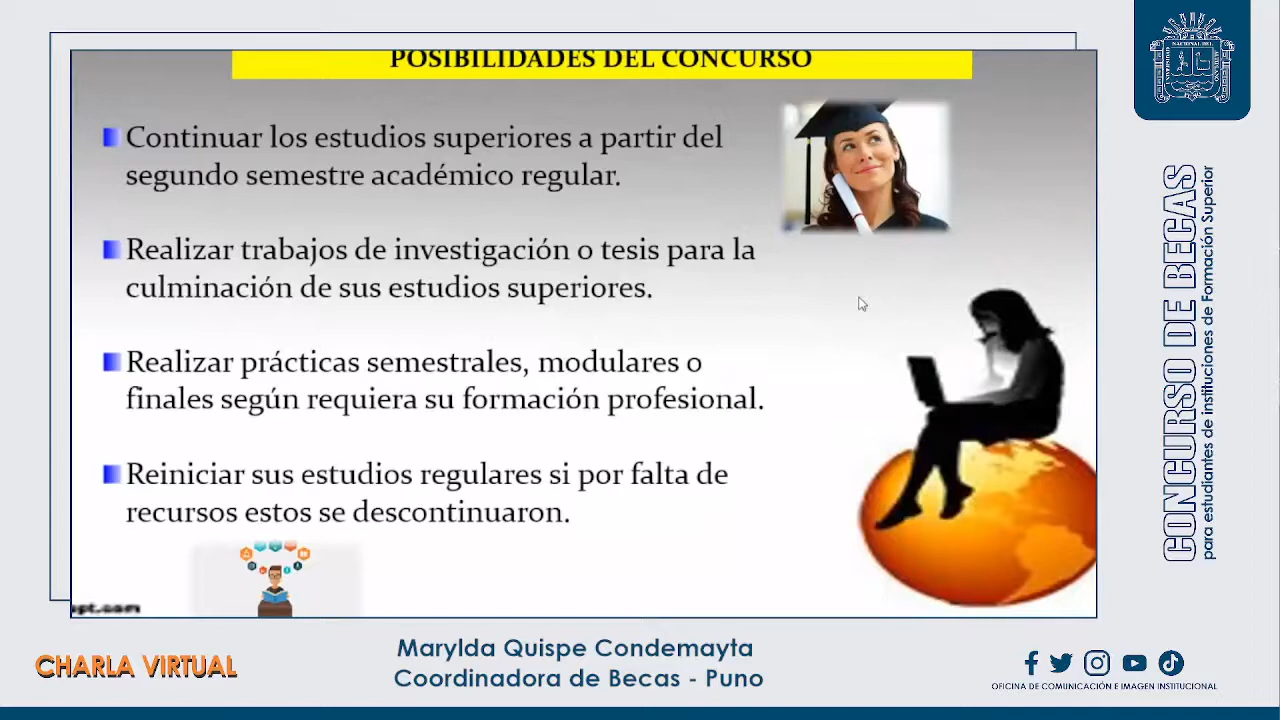 POSIBILIDADES DEL CONCURSO
Continuar los estudios superiores a partir del
segundo semestre académico regular.
Realizar trabajos de investigación o tesis para la
culminación de sus estudios superiores.
Realizar prácticas semestrales, modulares o
finales según requiera su formación profesional.
Reiniciar sus estudios regulares si por falta de
recursos estos se descontinuaron.
CONCURSO DE BECAS
para estudiantes de instituciones de Formación Superior
CHARLA VIRTUAL
Marylda Quispe Condemayta
Coordinadora de Becas - Puno
OFICINA DE COMUNICACIÓN E IMAGEN INSTITUCIONAL